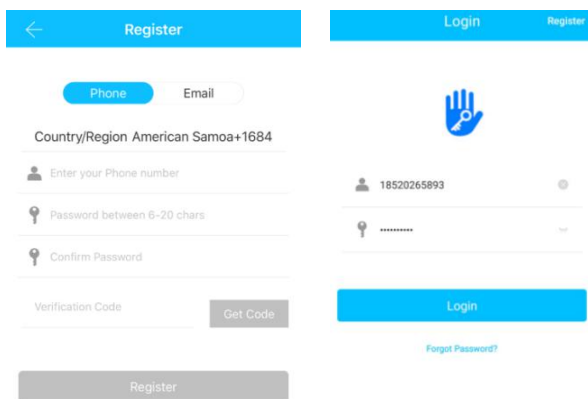 Register
Phone Email
Country/Region American Samoa+1684
Enter your Phone number
Password between 6-20 chars
Confirm Password
Verification Code Get Code
Register
Login Register
18520265893
••••••••••
Login
Forgot Password?